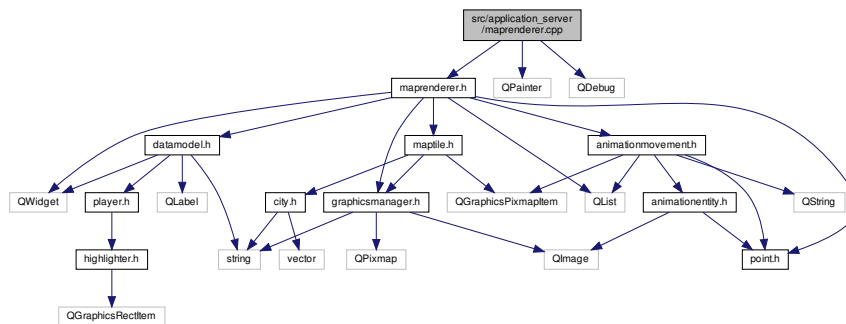 src/application_server
/maprenderer.cpp
maprenderer.h
QPainter
QDebug
datamodel.h
maptile.h
animationmovement.h
QWidget
player.h
QLabel
city.h
graphicsmanager.h
QGraphicsPixmapItem
QList
animationentity.h
QString
highlighter.h
string
vector
QPixmap
QImage
point.h
QGraphicsRectItem